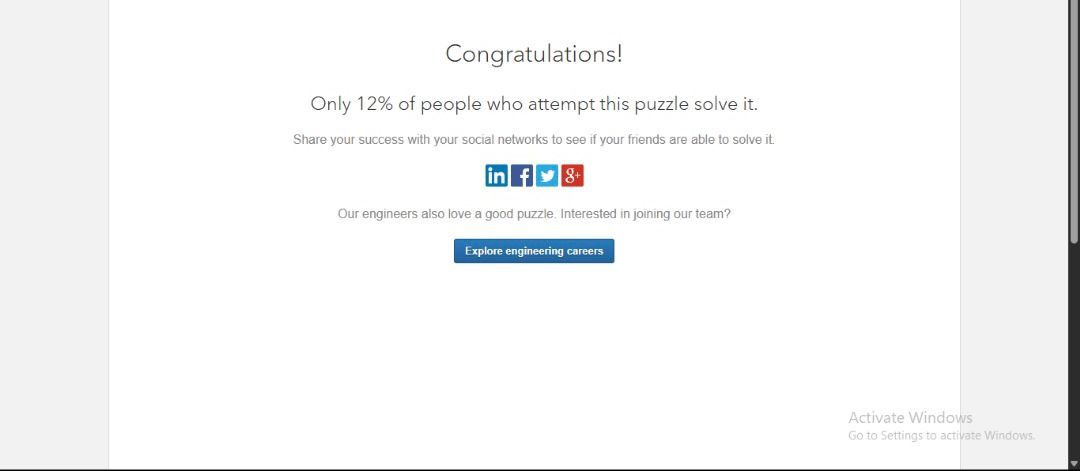 Congratulations!
Only 12% of people who attempt this puzzle solve it.
Share your success with your social networks to see if your friends are able to solve it.
in f g+
Our engineers also love a good puzzle. Interested in joining our team?
Explore engineering careers
Activate Windows
Go to Settings to activate Windows.